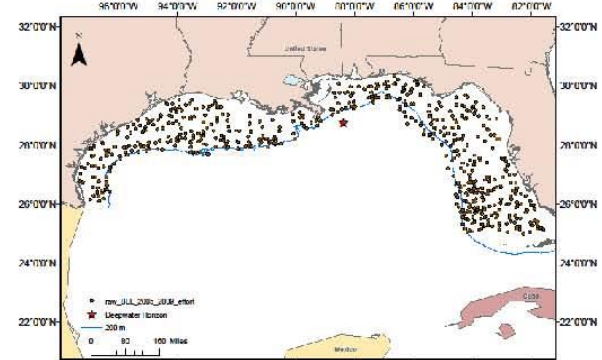 96°0'0"W 94°0'0"W 92°0'0"W 90°0'0"W 88°0'0"W 86°0'0"W 84°0'0"W 82°0'0"W
32°0'0"N 32°0'0"N
N
United States
30°0'0"N 30°0'0"N
28°0'0"N 28°0'0"N
26°0'0"N 26°0'0"N
24°0'0"N 24°0'0"N
Cuba
Deepwater Horizon
22°0'0"N 200 m 22°0'0"N
0 80 160 Miles
Mexico